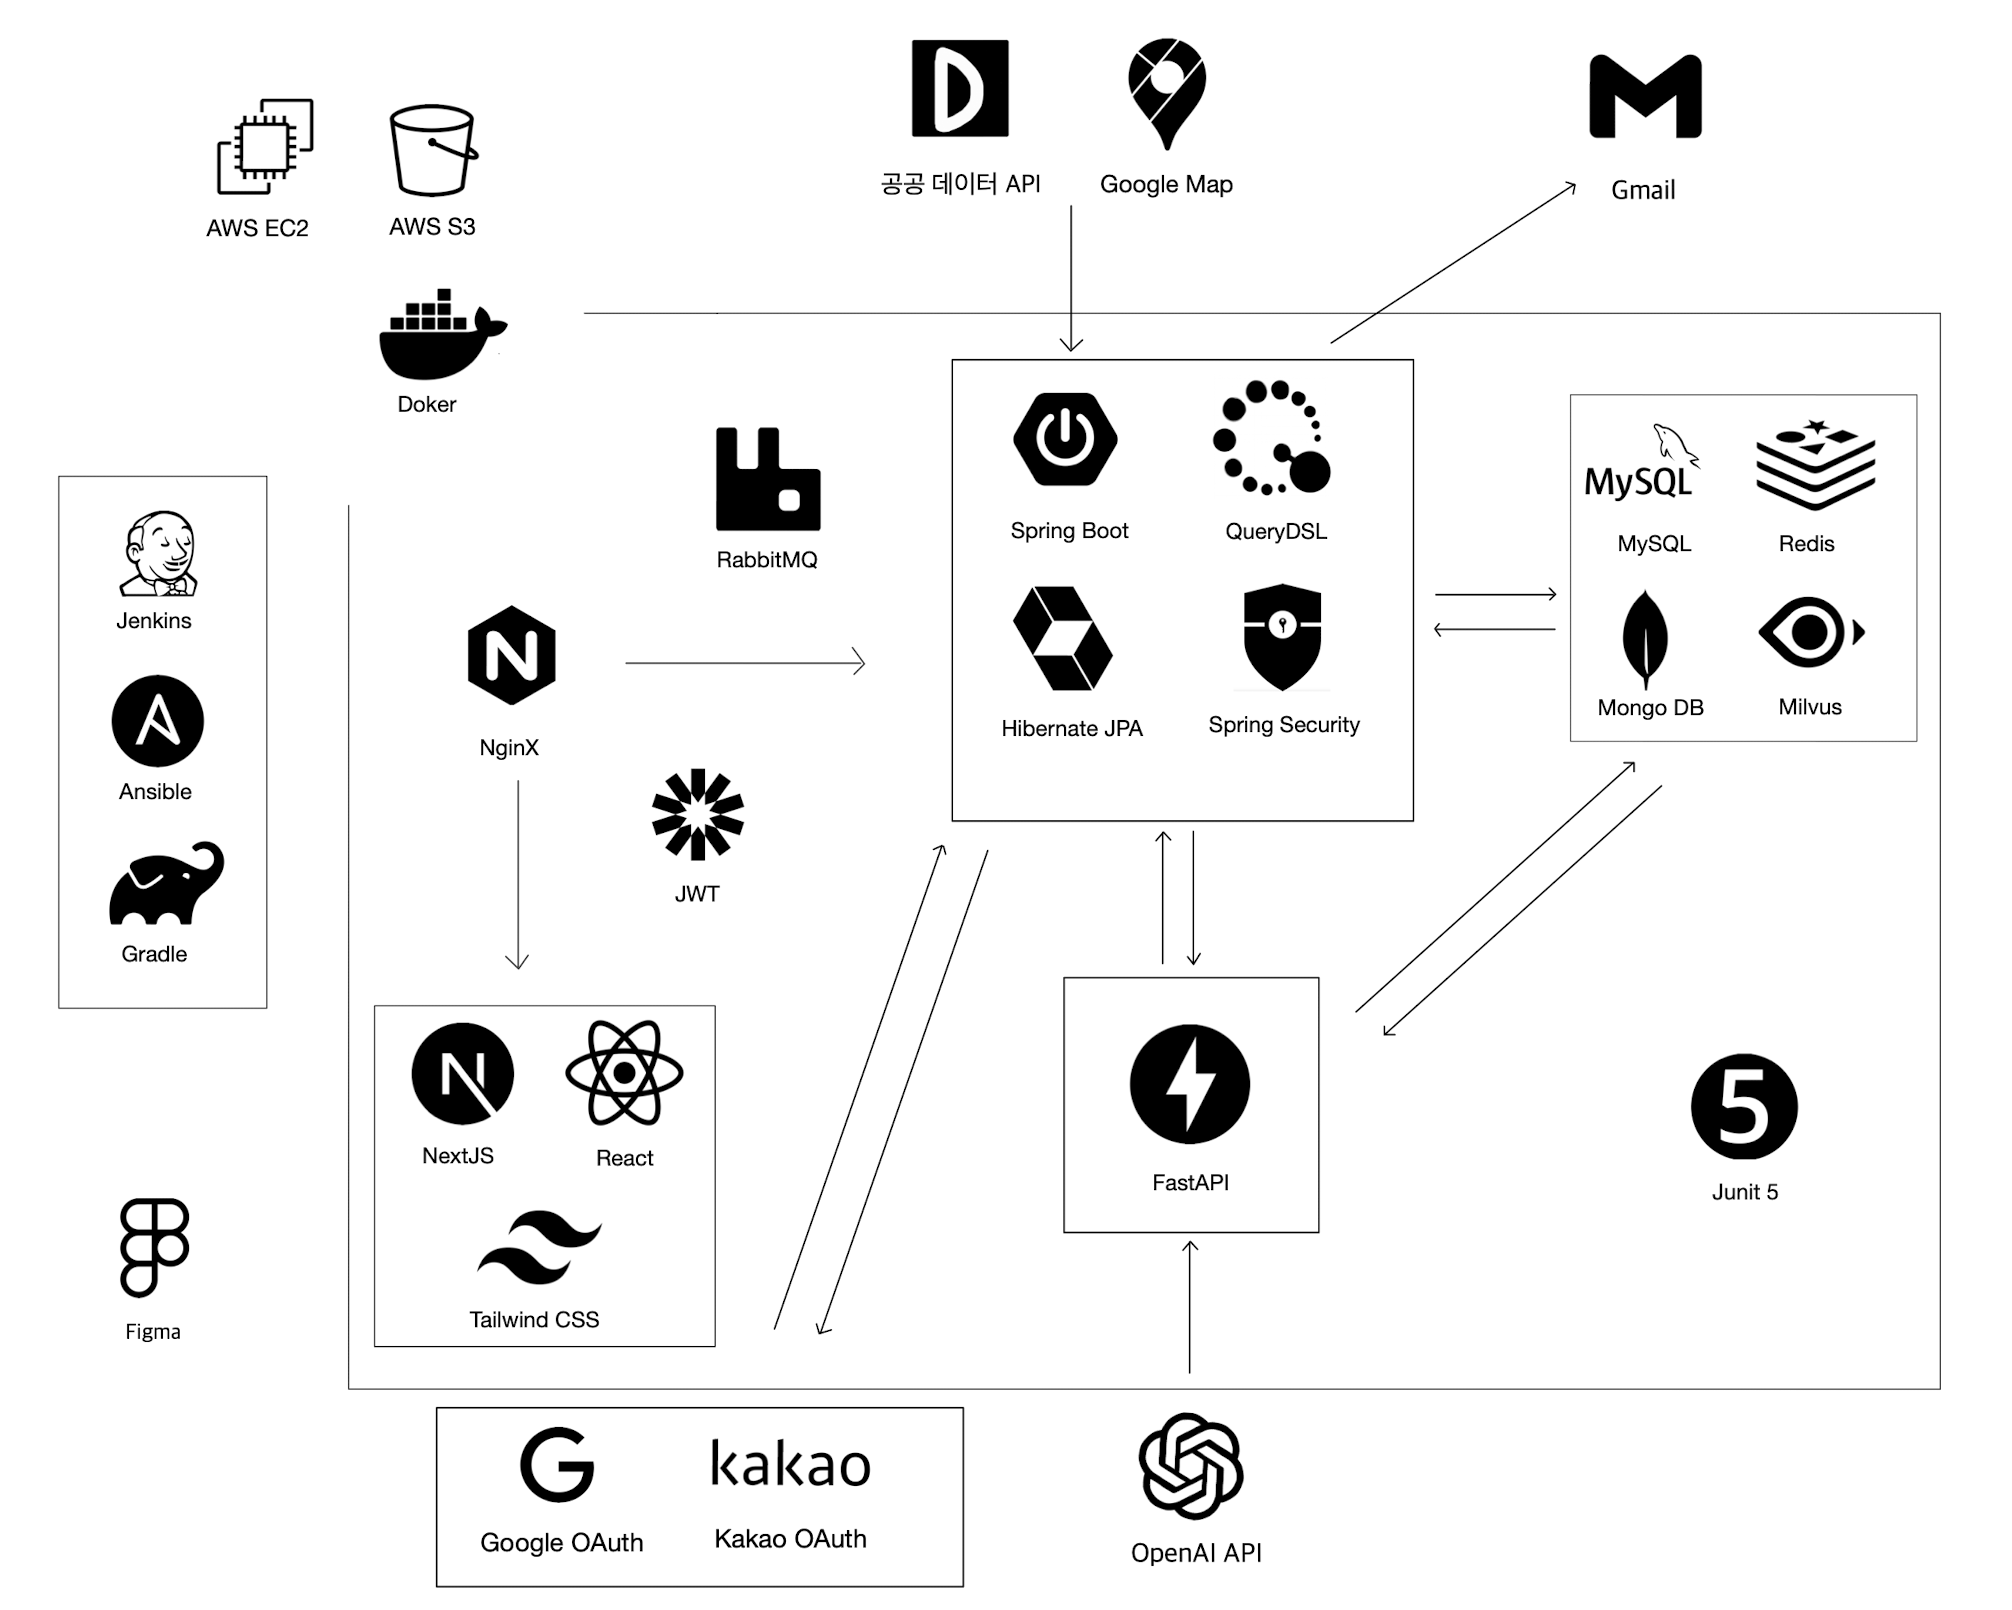 공공 데이터 API
Google Map
Gmail
AWS EC2
AWS S3
Doker
RabbitMQ
Spring Boot
QueryDSL
Hibernate JPA
Spring Security
MySQL
MySQL
Redis
Mongo DB
Milvus
Jenkins
Ansible
Gradle
NginX
JWT
NextJS
React
Tailwind CSS
FastAPI
5
Junit 5
Figma
Google OAuth
kakao
Kakao OAuth
OpenAI API